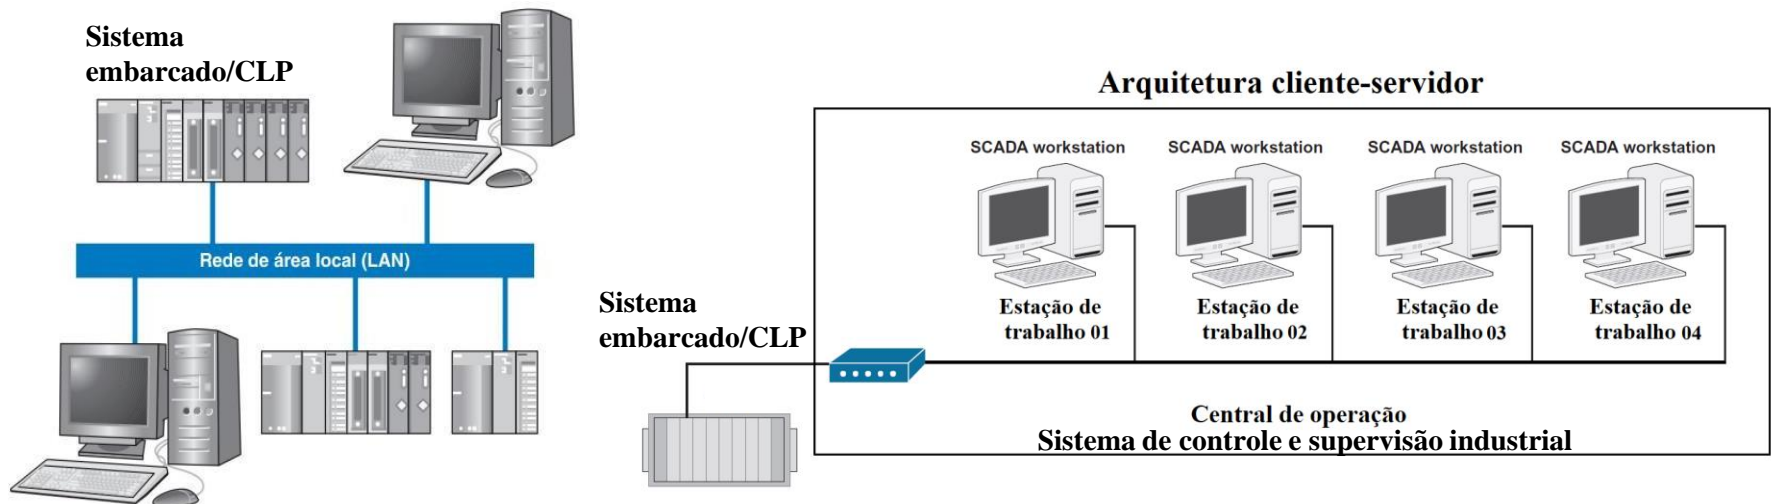 Sistema
embarcado/CLP
Rede de área local (LAN)
Arquitetura cliente-servidor
SCADA workstation
SCADA workstation
SCADA workstation
SCADA workstation
Estação de
trabalho 01
Estação de
trabalho 02
Estação de
trabalho 03
Estação de
trabalho 04
Sistema
embarcado/CLP
Central de operação
Sistema de controle e supervisão industrial